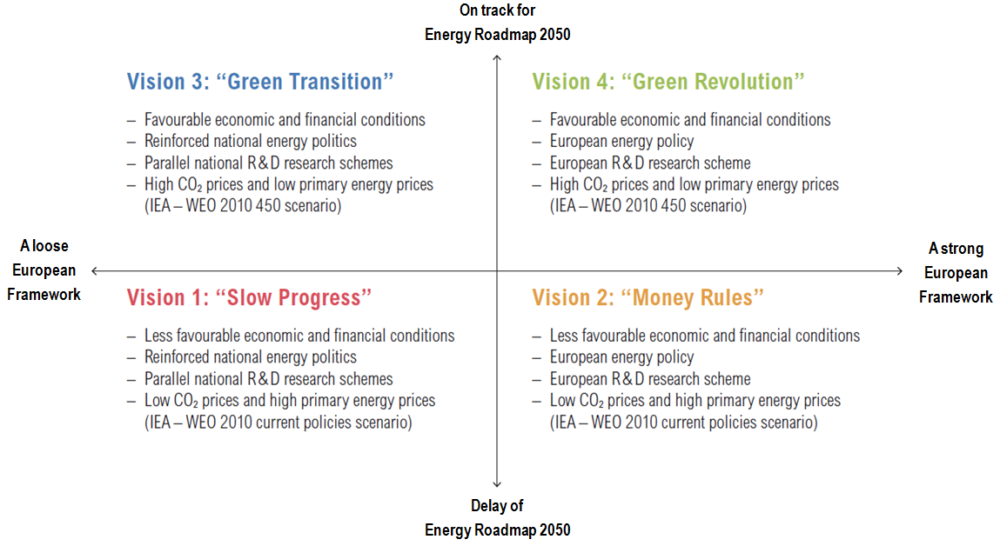 On track for
Energy Roadmap 2050
Vision 3: “Green Transition”
– Favourable economic and financial conditions
– Reinforced national energy politics
– Parallel national R & D research schemes
– High CO₂ prices and low primary energy prices
(IEA – WEO 2010 450 scenario)
Vision 4: “Green Revolution”
– Favourable economic and financial conditions
– European energy policy
– European R & D research scheme
– High CO₂ prices and low primary energy prices
(IEA – WEO 2010 450 scenario)
A loose
European
Framework
A strong
European
Framework
Vision 1: “Slow Progress”
– Less favourable economic and financial conditions
– Reinforced national energy politics
– Parallel national R & D research schemes
– Low CO₂ prices and high primary energy prices
(IEA – WEO 2010 current policies scenario)
Vision 2: “Money Rules”
– Less favourable economic and financial conditions
– European energy policy
– European R & D research scheme
– Low CO₂ prices and high primary energy prices
(IEA – WEO 2010 current policies scenario)
Delay of
Energy Roadmap 2050